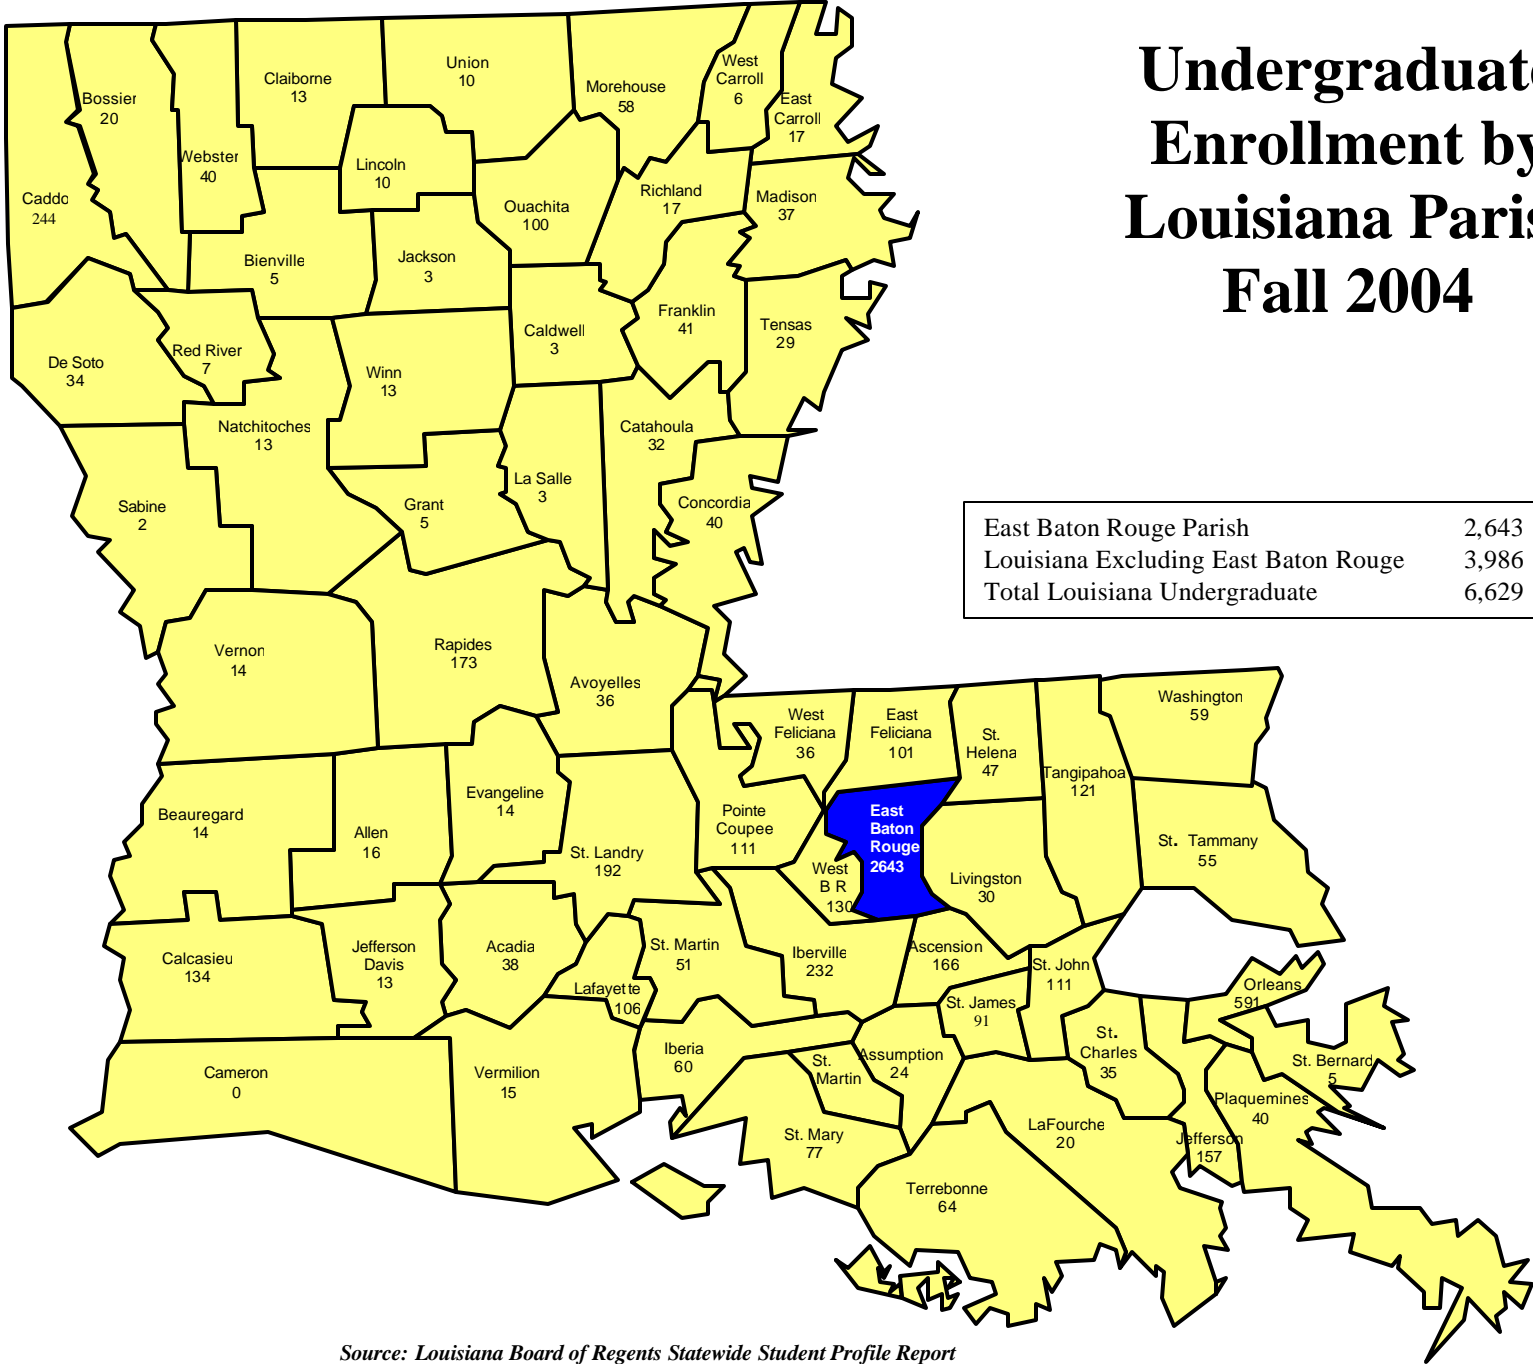 Undergraduate
Enrollment by
Louisiana Paris
Fall 2004
West
Carroll
6
East
Carroll
17
Union
10
Claiborne
13
Morehouse
58
Bossier
20
Webster
40
Lincoln
10
Caddo
244
Ouachita
100
Richland
17
Madison
37
Bienville
5
Jackson
3
Franklin
41
Tensas
29
Caldwell
3
De Soto
34
Red River
7
Winn
13
Natchitoches
13
Catahoula
32
La Salle
3
Concordia
40
Grant
5
Sabine
2
East Baton Rouge Parish 2,643
Louisiana Excluding East Baton Rouge 3,986
Total Louisiana Undergraduate 6,629
Vernon
14
Rapides
173
Avoyelles
36
West
Feliciana
36
East
Feliciana
101
St.
Helena
47
Tangipahoa
121
Washington
59
Beauregard
14
Allen
16
Evangeline
14
St. Landry
192
Pointe
Coupee
111
East
Baton
Rouge
2643
West
B R
130
Livingston
30
St. Tammany
55
Calcasieu
134
Jefferson
Davis
13
Acadia
38
Lafayette
106
St. Martin
51
Iberville
232
Ascension
166
St. John
111
St. James
91
Orleans
591
St. Bernard
5
Cameron
0
Vermilion
15
Iberia
60
St.
Martin
Assumption
24
St.
Charles
35
Plaquemines
40
St. Mary
77
LaFourche
20
Jefferson
157
Terrebonne
64
Source: Louisiana Board of Regents Statewide Student Profile Report